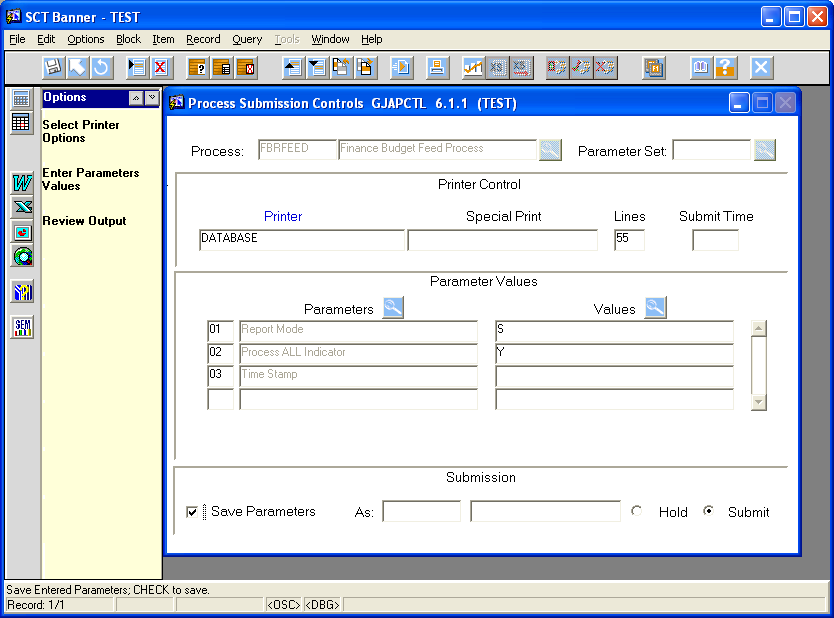 SCT Banner - TEST
File Edit Options Block Item Record Query Tools Window Help
Options
Select Printer
Options
Enter Parameters
Values
Review Output
SEM
Process Submission Controls GJAPCTL 6.1.1 (TEST)
Process: FBRFEED Finance Budget Feed Process Parameter Set:
Printer Control
Printer Special Print Lines Submit Time
DATABASE 55
Parameter Values
Parameters Values
01 Report Mode S
02 Process ALL Indicator Y
03 Time Stamp
Submission
Save Parameters As: Hold Submit
Save Entered Parameters; CHECK to save.
Record: 1/1 <OSC> <DBG>